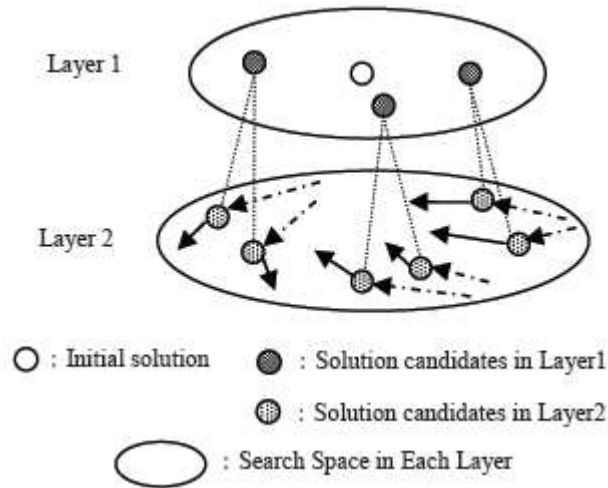 Layer 1
Layer 2
: Initial solution
: Solution candidates in Layer1
: Solution candidates in Layer2
: Search Space in Each Layer